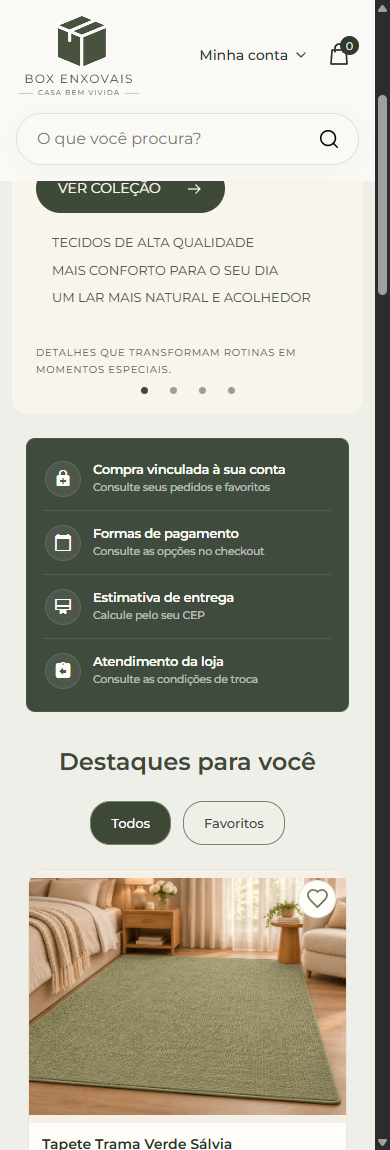 BOX ENXOVAIS
CASA BEM VIVIDA
Minha conta
0
O que você procura?
VER COLEÇÃO
TECIDOS DE ALTA QUALIDADE
MAIS CONFORTO PARA O SEU DIA
UM LAR MAIS NATURAL E ACOLHEDOR
DETALHES QUE TRANSFORMAM ROTINAS EM
MOMENTOS ESPECIAIS.
Compra vinculada à sua conta
Consulte seus pedidos e favoritos
Formas de pagamento
Consulte as opções no checkout
Estimativa de entrega
Calcule pelo seu CEP
Atendimento da loja
Consulte as condições de troca
Destaques para você
Todos
Favoritos
Tapete Trama Verde Sálvia